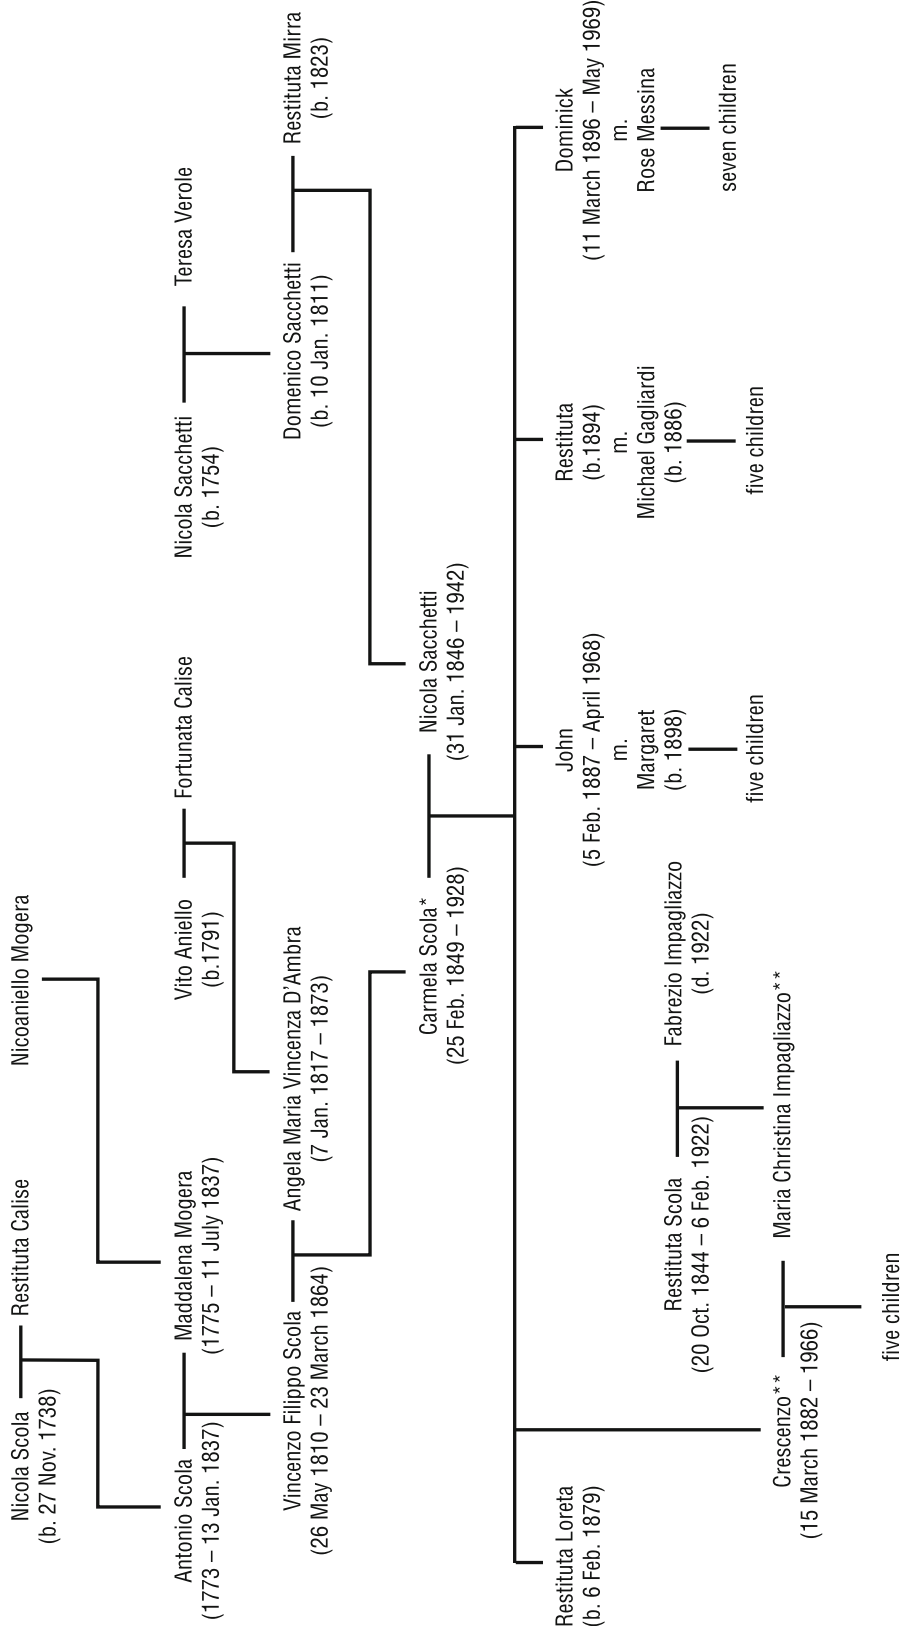 Nicola Scola
(b. 27 Nov. 1738)
Restituta Calise
Nicoaniello Mogera
Antonio Scola
(1773 – 13 Jan. 1837)
Maddalena Mogera
(1775 – 11 July 1837)
Vito Aniello
(b.1791)
Fortunata Calise
Nicola Sacchetti
(b. 1754)
Teresa Verole
Vincenzo Filippo Scola
(26 May 1810 – 23 March 1864)
Angela Maria Vincenza D'Ambra
(7 Jan. 1817 – 1873)
Domenico Sacchetti
(b. 10 Jan. 1811)
Restituta Mirra
(b. 1823)
Carmela Scola*
(25 Feb. 1849 – 1928)
Nicola Sacchetti
(31 Jan. 1846 – 1942)
Restituta Loreta
(b. 6 Feb. 1879)
John
(5 Feb. 1887 – April 1968)
m.
Margaret
(b. 1898)
five children
Restituta
(b.1894)
m.
Michael Gagliardi
(b. 1886)
five children
Dominick
(11 March 1896 – May 1969)
m.
Rose Messina
seven children
Restituta Scola
(20 Oct. 1844 – 6 Feb. 1922)
Fabrezio Impagliazzo
(d. 1922)
Crescenzo**
(15 March 1882 – 1966)
Maria Christina Impagliazzo**
five children